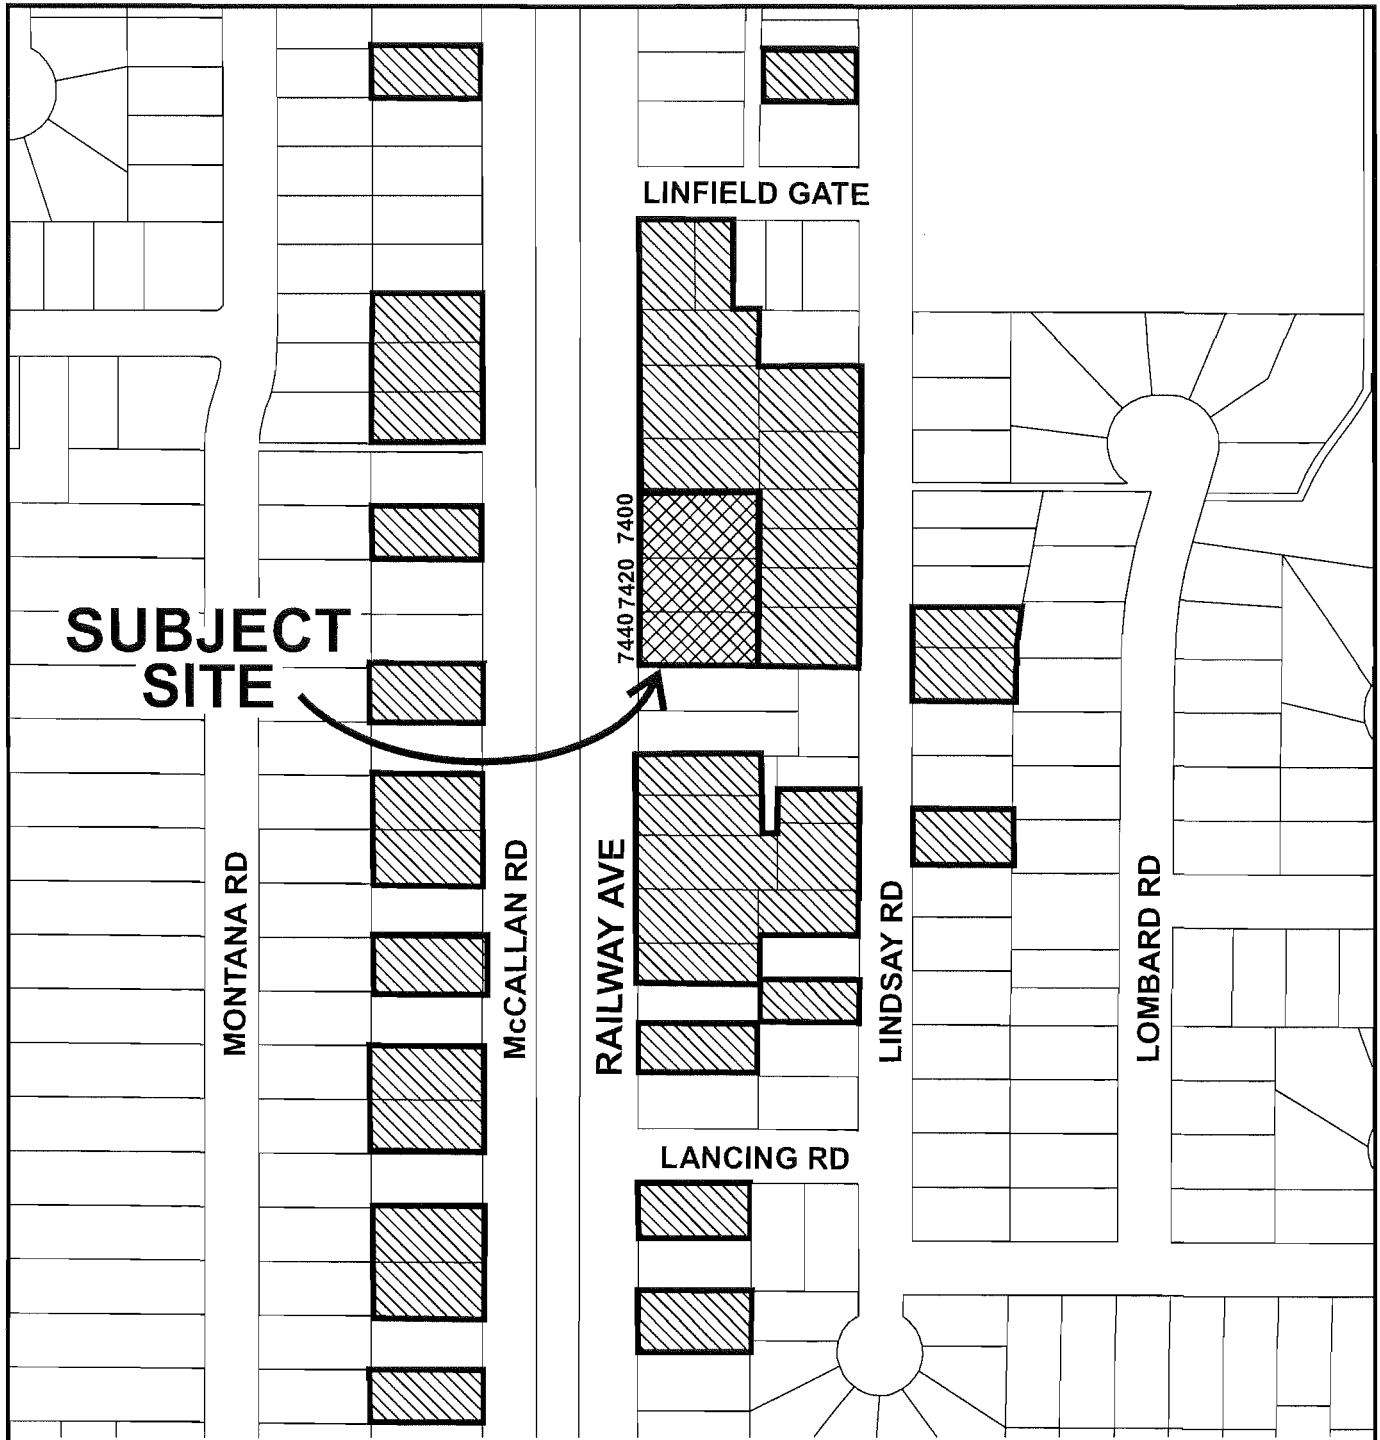 LINFIELD GATE
7400
7420
7440
SUBJECT
SITE
MONTANA RD
McCALLAN RD
RAILWAY AVE
LINDSAY RD
LOMBARD RD
LANCING RD